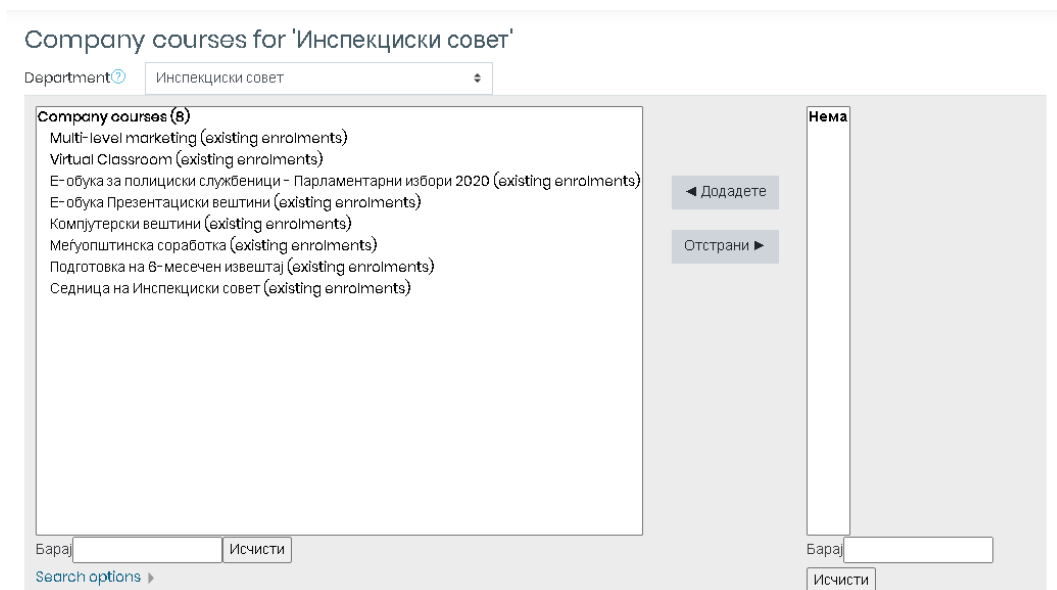 Company courses for 'Инспекциски совет'
Department
Инспекциски совет
Company courses (8)
Multi-level marketing (existing enrolments)
Virtual Classroom (existing enrolments)
Е-обука за полициски службеници - Парламентарни избори 2020 (existing enrolments)
Е-обука Презентациски вештини (existing enrolments)
Компјутерски вештини (existing enrolments)
Меѓуопштинска соработка (existing enrolments)
Подготовка на 6-месечен извештај (existing enrolments)
Седница на Инспекциски совет (existing enrolments)
◄ Додадете
Отстрани ►
Нема
Барај
Исчисти
Search options
Барај
Исчисти